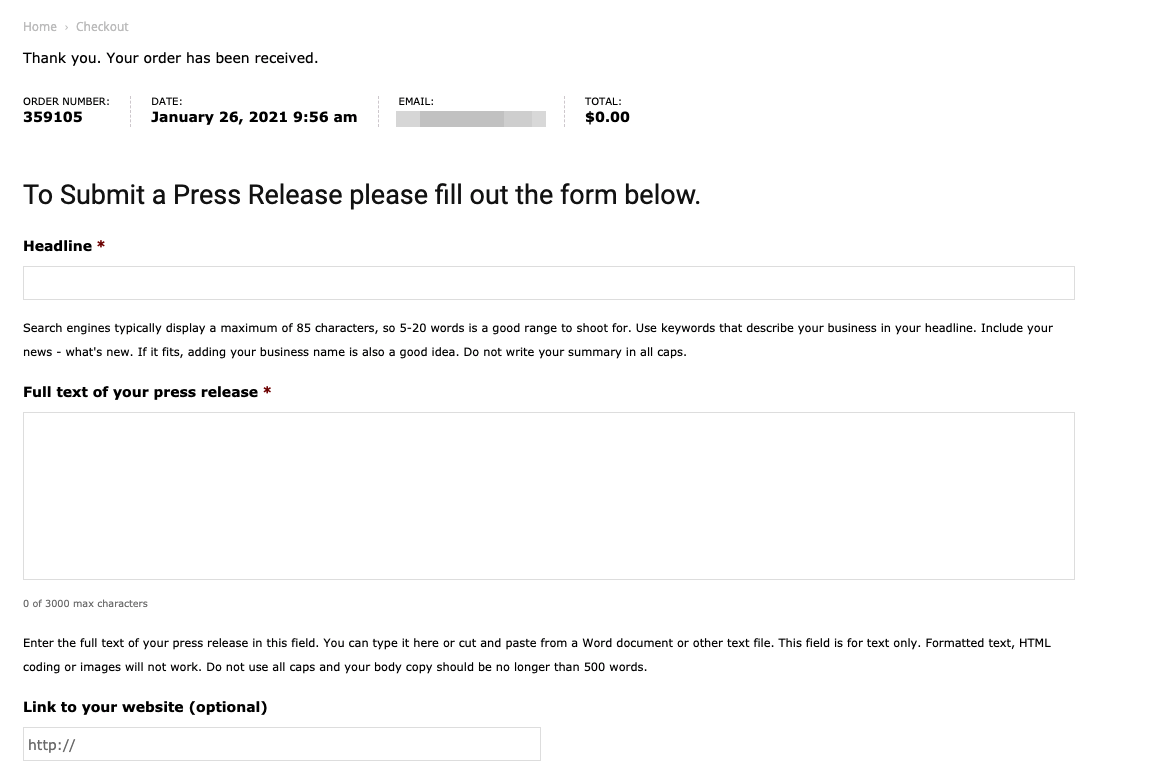 Home › Checkout
Thank you. Your order has been received.
ORDER NUMBER: DATE: EMAIL: TOTAL:
359105 January 26, 2021 9:56 am $0.00
To Submit a Press Release please fill out the form below.
Headline *
Search engines typically display a maximum of 85 characters, so 5-20 words is a good range to shoot for. Use keywords that describe your business in your headline. Include your
news - what's new. If it fits, adding your business name is also a good idea. Do not write your summary in all caps.
Full text of your press release *
0 of 3000 max characters
Enter the full text of your press release in this field. You can type it here or cut and paste from a Word document or other text file. This field is for text only. Formatted text, HTML
coding or images will not work. Do not use all caps and your body copy should be no longer than 500 words.
Link to your website (optional)
http://